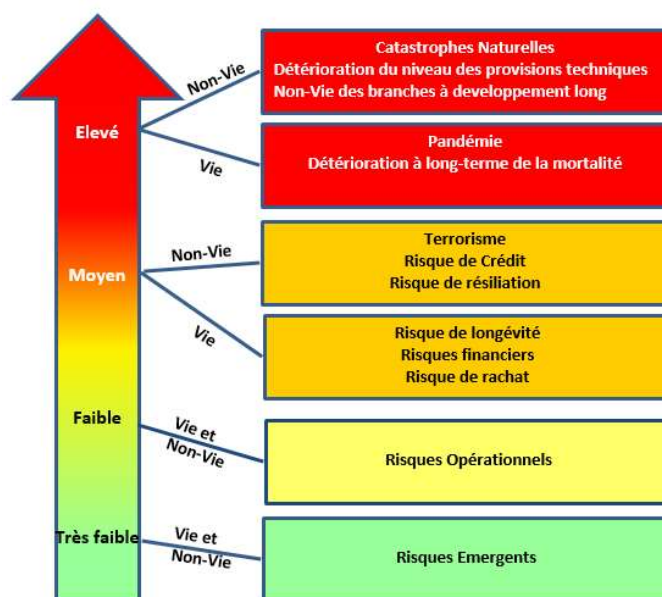 Elevé
Non-Vie
Catastrophes Naturelles
Détérioration du niveau des provisions techniques
Non-Vie des branches à developpement long
Vie
Pandémie
Détérioration à long-terme de la mortalité
Moyen
Non-Vie
Terrorisme
Risque de Crédit
Risque de résiliation
Vie
Risque de longévité
Risques financiers
Risque de rachat
Faible
Vie et
Non-Vie
Risques Opérationnels
Très faible
Vie et
Non-Vie
Risques Emergents